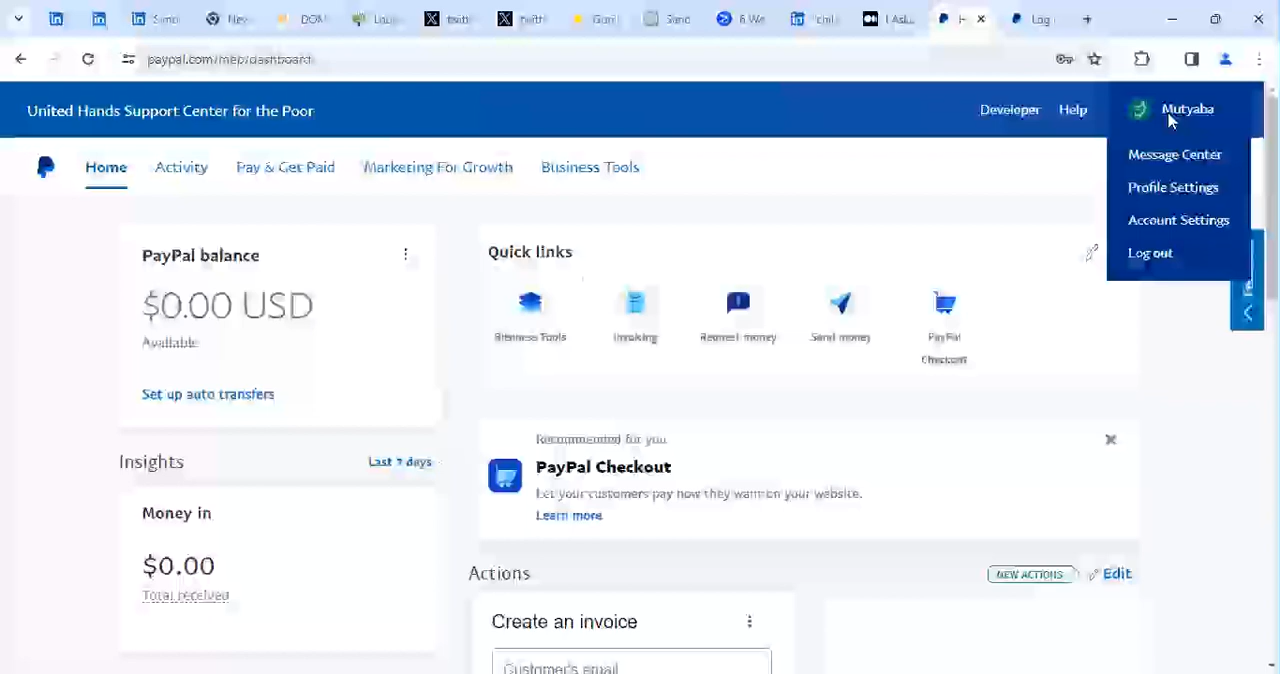 paypal.com/mep/dashboard
United Hands Support Center for the Poor
Developer
Help
Mutyaba
Message Center
Profile Settings
Account Settings
Log out
Home
Activity
Pay & Get Paid
Marketing For Growth
Business Tools
PayPal balance
$0.00 USD
Available
Set up auto transfers
Quick links
Business Tools
Invoicing
Request money
Send money
PayPal
Checkout
Recommended for you
PayPal Checkout
Let your customers pay how they want on your website.
Learn more
Insights
Last 7 days
Money in
$0.00
Total received
Actions
NEW ACTIONS
Edit
Create an invoice
Customer's email